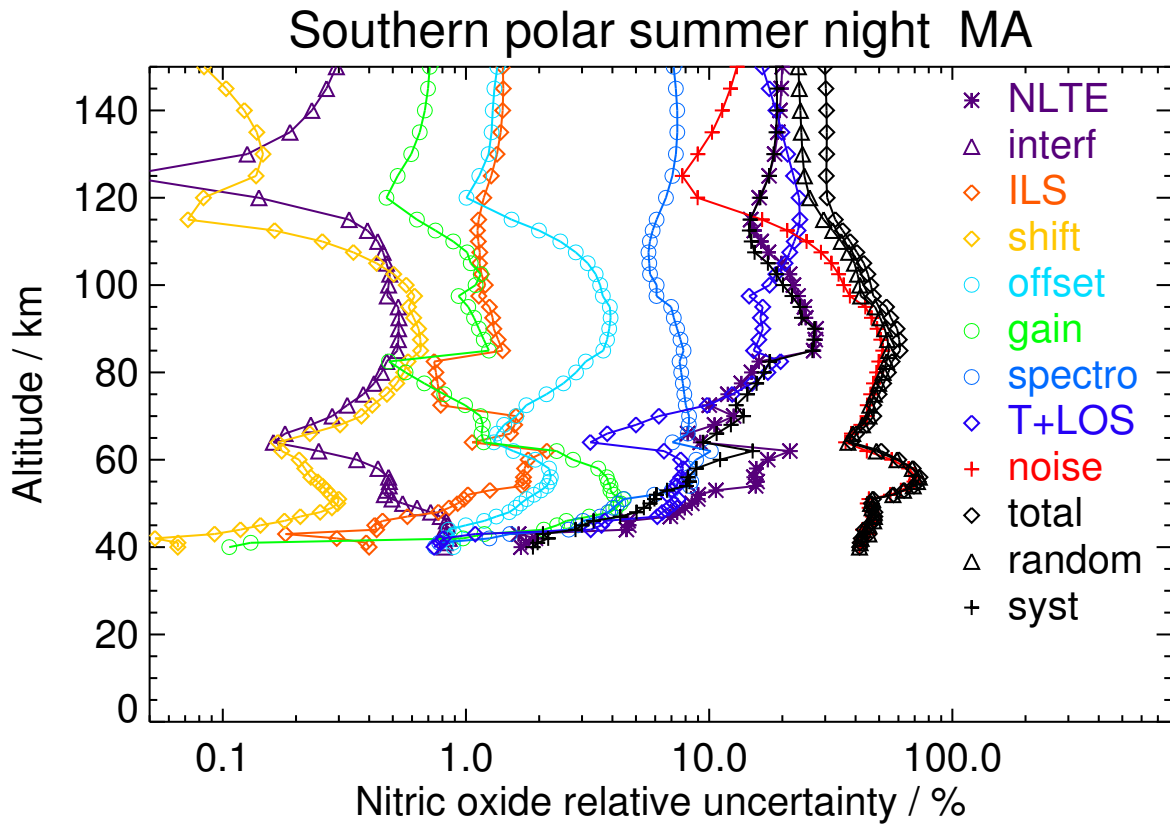 Southern polar summer night MA
Altitude / km
140
120
100
80
60
40
20
0
0.1 1.0 10.0 100.0
Nitric oxide relative uncertainty / %
NLTE
interf
ILS
shift
offset
gain
spectro
T+LOS
noise
total
random
syst